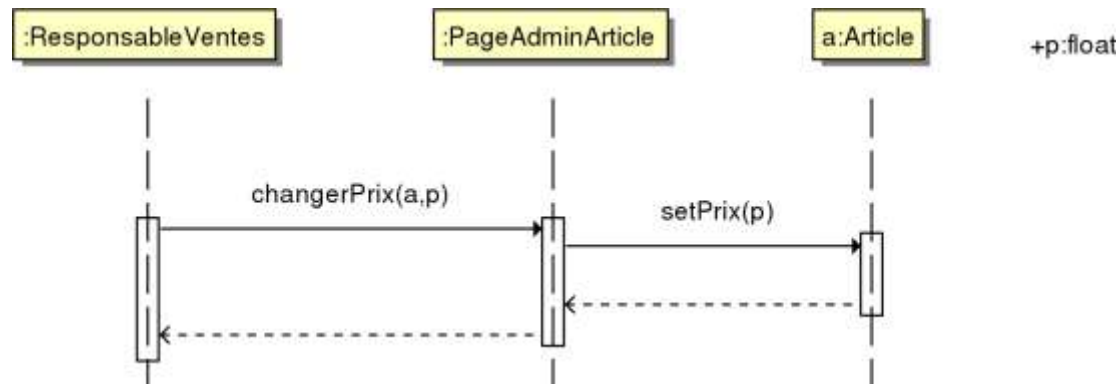 :ResponsableVentes
:PageAdminArticle
a:Article
+p:float
changerPrix(a,p)
setPrix(p)